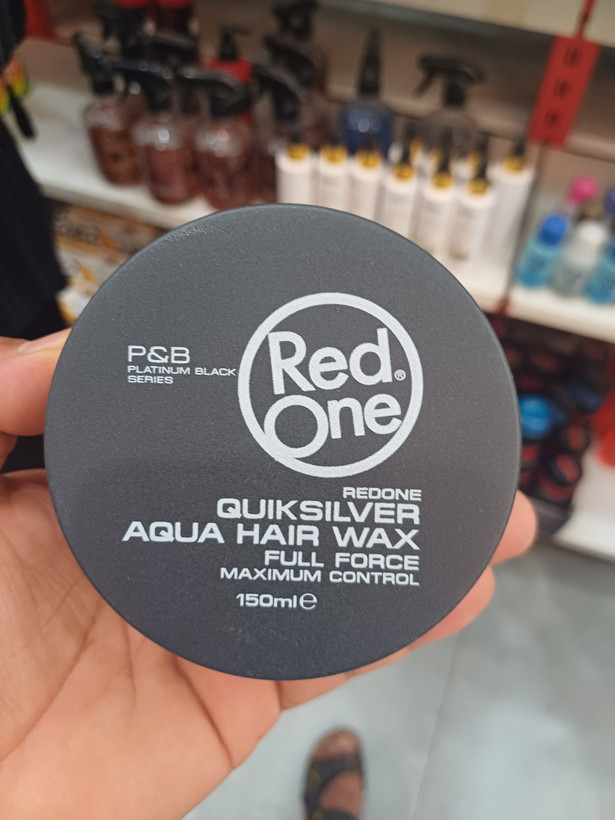 P&B
PLATINUM BLACK
SERIES
Red®
One
REDONE
QUIKSILVER
AQUA HAIR WAX
FULL FORCE
MAXIMUM CONTROL
150ml℮